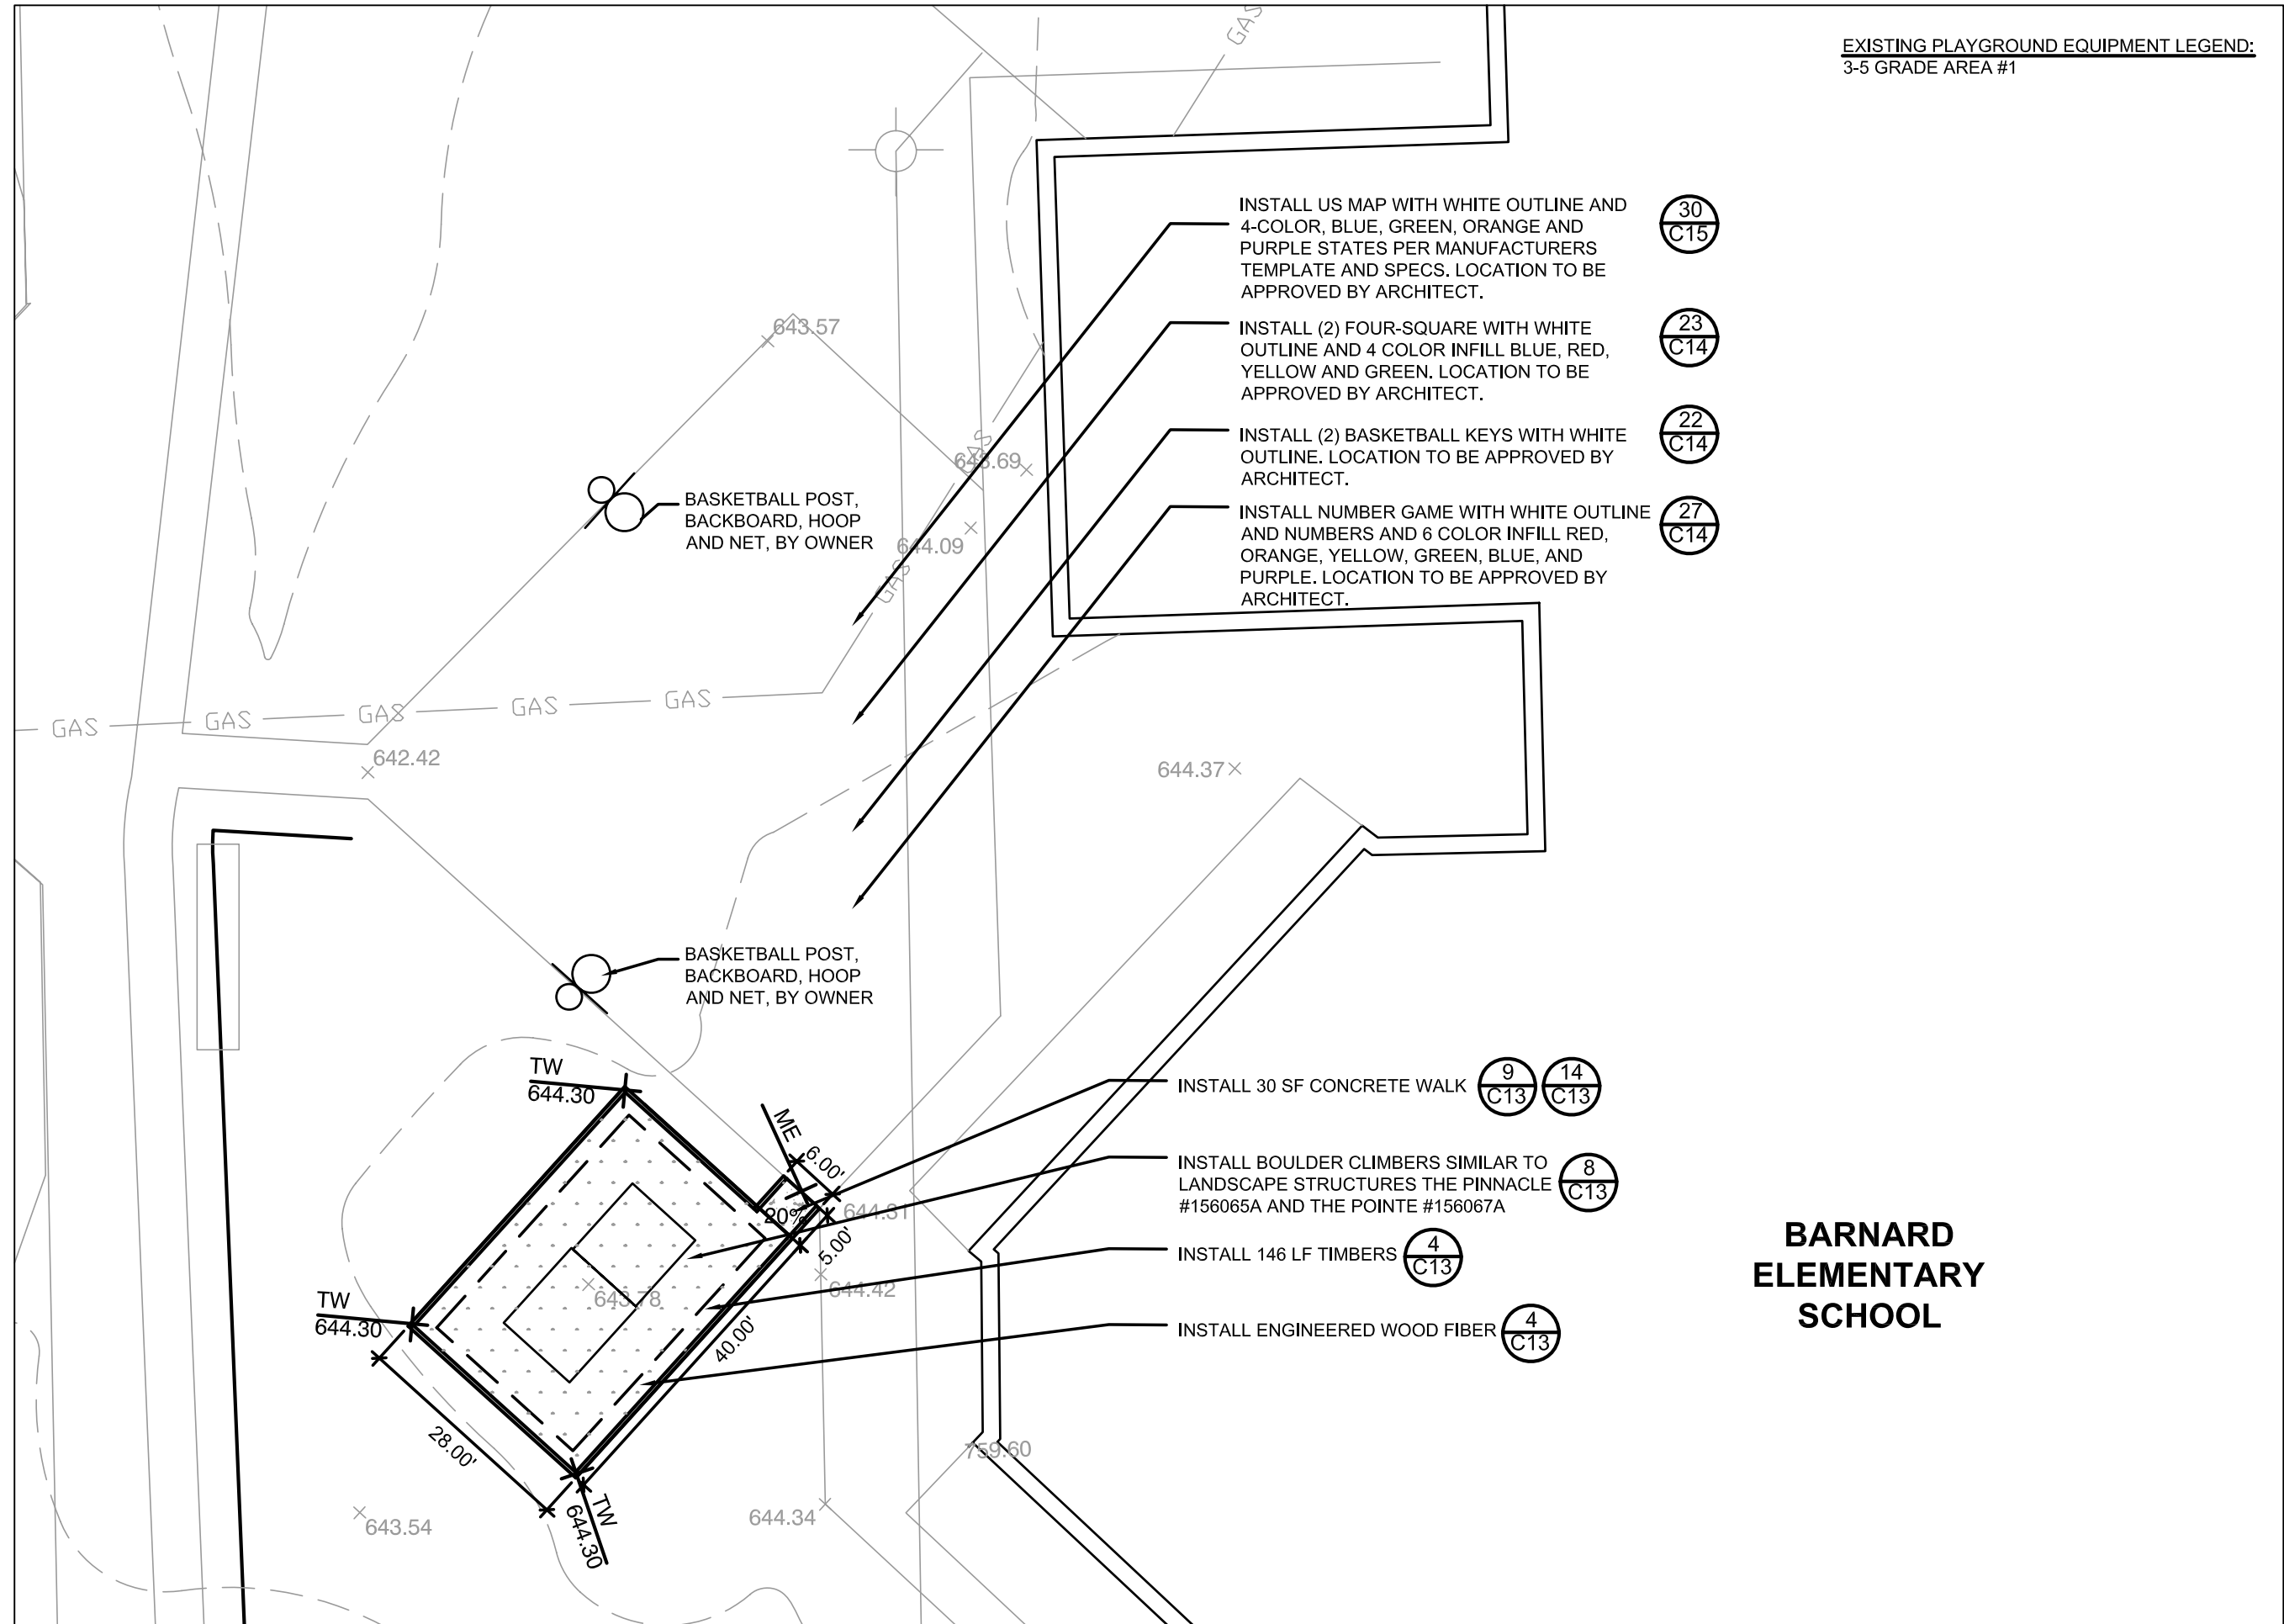 EXISTING PLAYGROUND EQUIPMENT LEGEND:
3-5 GRADE AREA #1
GAS
INSTALL US MAP WITH WHITE OUTLINE AND
4-COLOR, BLUE, GREEN, ORANGE AND
PURPLE STATES PER MANUFACTURERS
TEMPLATE AND SPECS. LOCATION TO BE
APPROVED BY ARCHITECT.
30
C15
INSTALL (2) FOUR-SQUARE WITH WHITE
OUTLINE AND 4 COLOR INFILL BLUE, RED,
YELLOW AND GREEN. LOCATION TO BE
APPROVED BY ARCHITECT.
23
C14
INSTALL (2) BASKETBALL KEYS WITH WHITE
OUTLINE. LOCATION TO BE APPROVED BY
ARCHITECT.
22
C14
INSTALL NUMBER GAME WITH WHITE OUTLINE
AND NUMBERS AND 6 COLOR INFILL RED,
ORANGE, YELLOW, GREEN, BLUE, AND
PURPLE. LOCATION TO BE APPROVED BY
ARCHITECT.
27
C14
643.57
GAS
643.69
644.09
GAS
BASKETBALL POST,
BACKBOARD, HOOP
AND NET, BY OWNER
GAS GAS GAS GAS GAS
642.42
644.37
BASKETBALL POST,
BACKBOARD, HOOP
AND NET, BY OWNER
TW
644.30
ME
6.00'
20%
644.31
5.00'
644.42
643.78
40.00'
TW
644.30
28.00'
TW
644.30
643.54
644.34
759.60
INSTALL 30 SF CONCRETE WALK
9
C13
14
C13
INSTALL BOULDER CLIMBERS SIMILAR TO
LANDSCAPE STRUCTURES THE PINNACLE
#156065A AND THE POINTE #156067A
8
C13
INSTALL 146 LF TIMBERS
4
C13
INSTALL ENGINEERED WOOD FIBER
4
C13
BARNARD
ELEMENTARY
SCHOOL